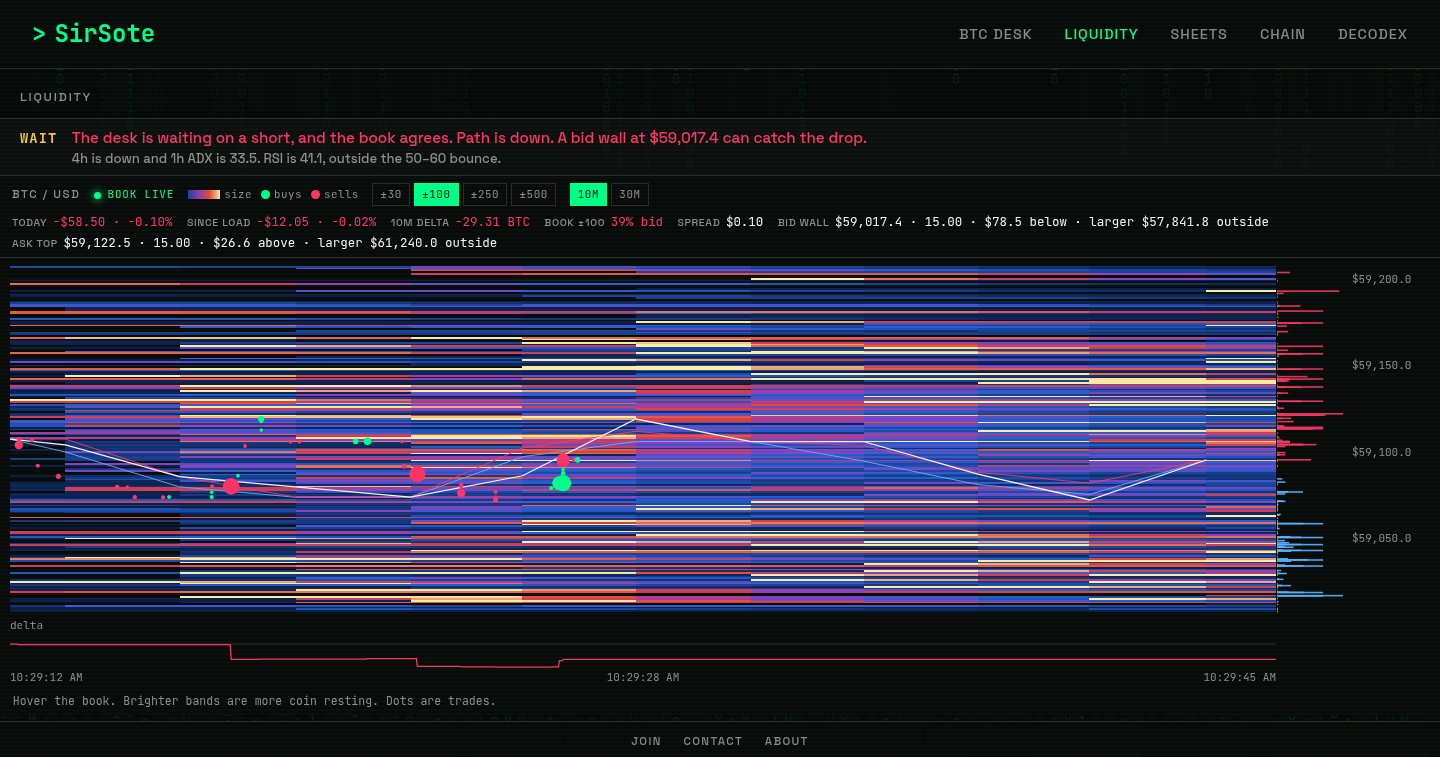 > SirSote
BTC DESK LIQUIDITY SHEETS CHAIN DECODEX
LIQUIDITY
WAIT The desk is waiting on a short, and the book agrees. Path is down. A bid wall at $59,017.4 can catch the drop.
4h is down and 1h ADX is 33.5. RSI is 41.1, outside the 50–60 bounce.
BTC / USD BOOK LIVE size buys sells ±30 ±100 ±250 ±500 10M 30M
TODAY -$58.50 · -0.10% SINCE LOAD -$12.05 · -0.02% 10M DELTA -29.31 BTC BOOK ±100 39% bid SPREAD $0.10 BID WALL $59,017.4 · 15.00 · $78.5 below · larger $57,841.8 outside
ASK TOP $59,122.5 · 15.00 · $26.6 above · larger $61,240.0 outside
$59,200.0
$59,150.0
$59,100.0
$59,050.0
delta
10:29:12 AM 10:29:28 AM 10:29:45 AM
Hover the book. Brighter bands are more coin resting. Dots are trades.
JOIN CONTACT ABOUT